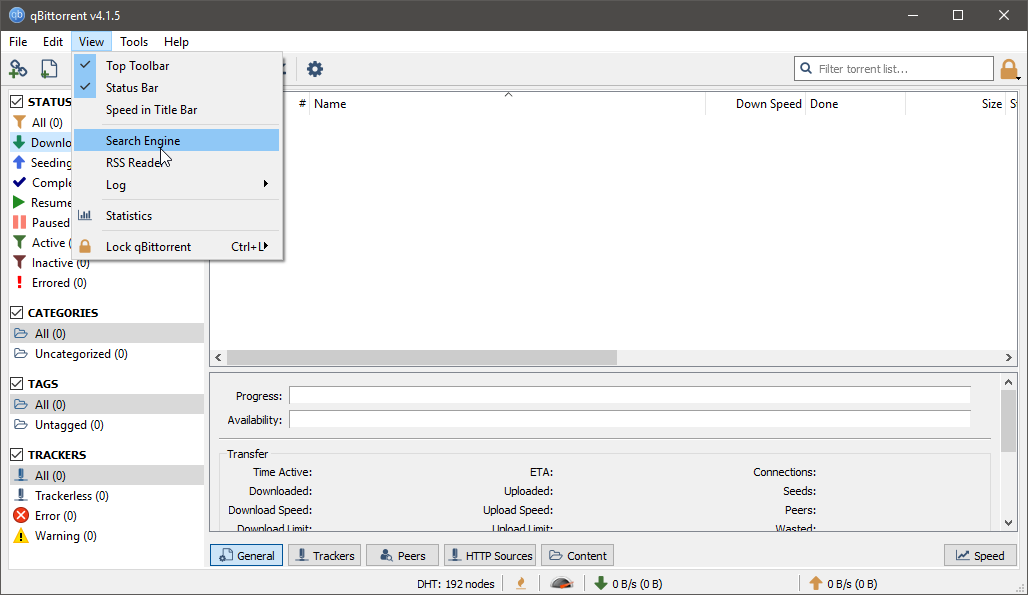 qBittorrent v4.1.5
File Edit View Tools Help
Top Toolbar
Status Bar
Speed in Title Bar
Search Engine
RSS Reader
Log
Statistics
Lock qBittorrent Ctrl+L
Filter torrent list...
# Name Down Speed Done Size
STATUS
All (0)
Downlo
Seeding
Comple
Resume
Paused
Active (
Inactive (0)
Errored (0)
CATEGORIES
All (0)
Uncategorized (0)
TAGS
All (0)
Untagged (0)
TRACKERS
All (0)
Trackerless (0)
Error (0)
Warning (0)
Progress:
Availability:
Transfer
Time Active: ETA: Connections:
Downloaded: Uploaded: Seeds:
Download Speed: Upload Speed: Peers:
Download Limit: Upload Limit: Wasted:
General Trackers Peers HTTP Sources Content Speed
DHT: 192 nodes 0 B/s (0 B) 0 B/s (0 B)